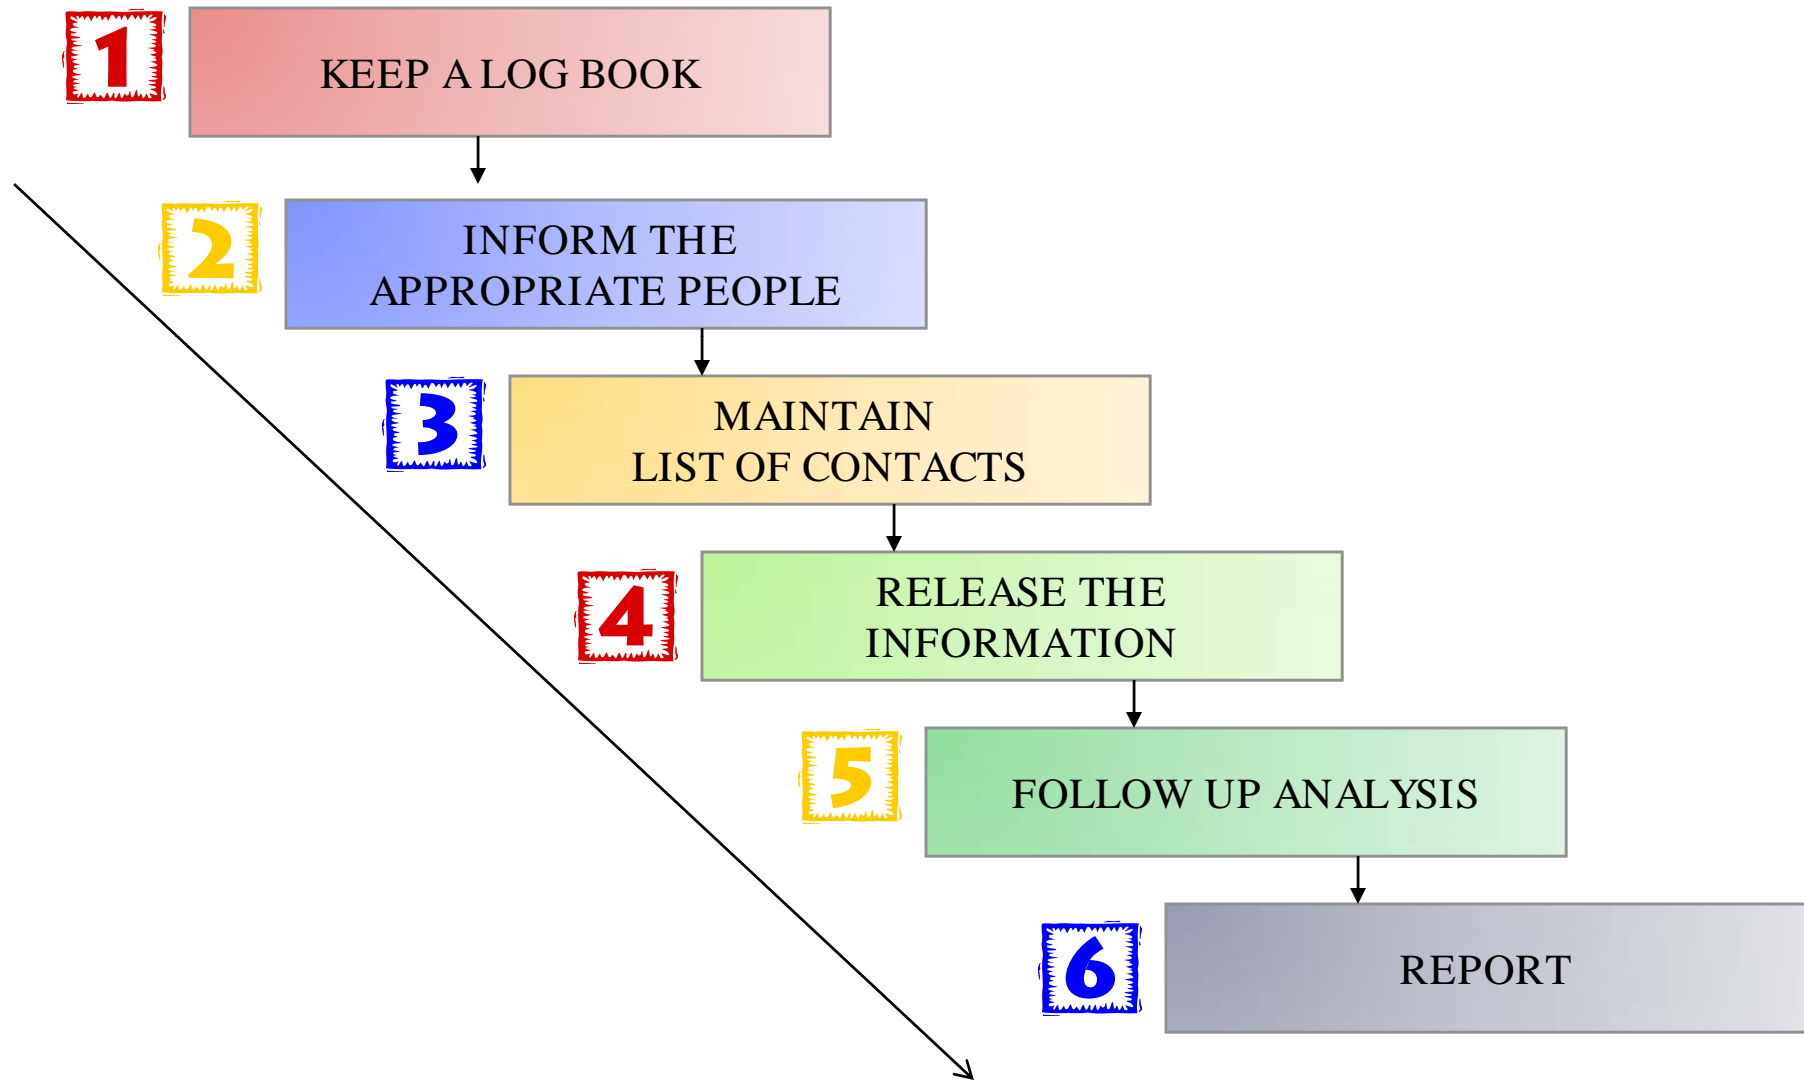 1
KEEP A LOG BOOK
2
INFORM THE
APPROPRIATE PEOPLE
3
MAINTAIN
LIST OF CONTACTS
4
RELEASE THE
INFORMATION
5
FOLLOW UP ANALYSIS
6
REPORT